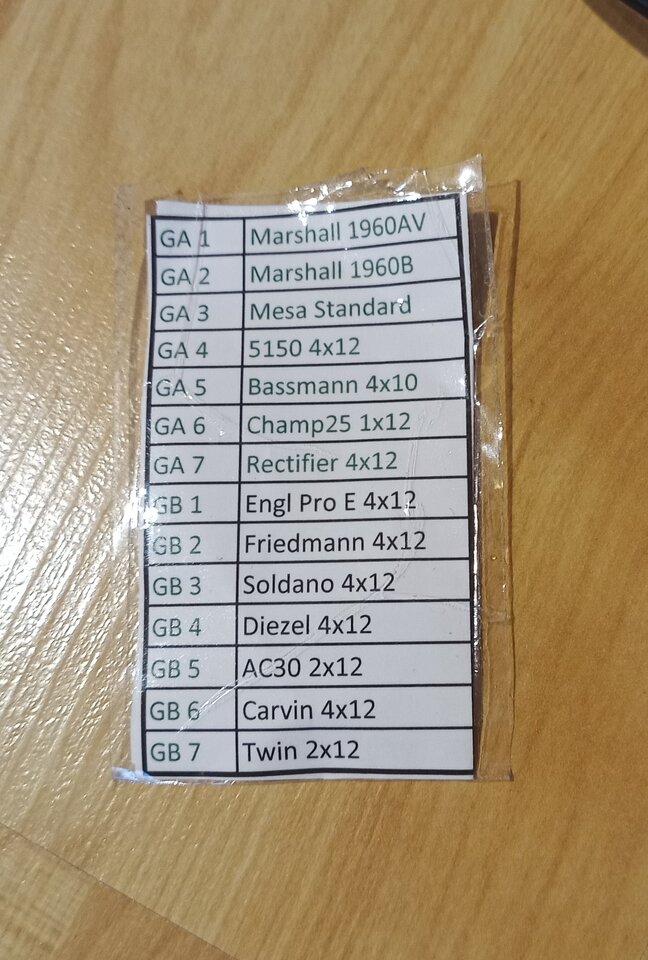 GA 1 Marshall 1960AV
GA 2 Marshall 1960B
GA 3 Mesa Standard
GA 4 5150 4x12
GA 5 Bassmann 4x10
GA 6 Champ25 1x12
GA 7 Rectifier 4x12
GB 1 Engl Pro E 4x12
GB 2 Friedmann 4x12
GB 3 Soldano 4x12
GB 4 Diezel 4x12
GB 5 AC30 2x12
GB 6 Carvin 4x12
GB 7 Twin 2x12